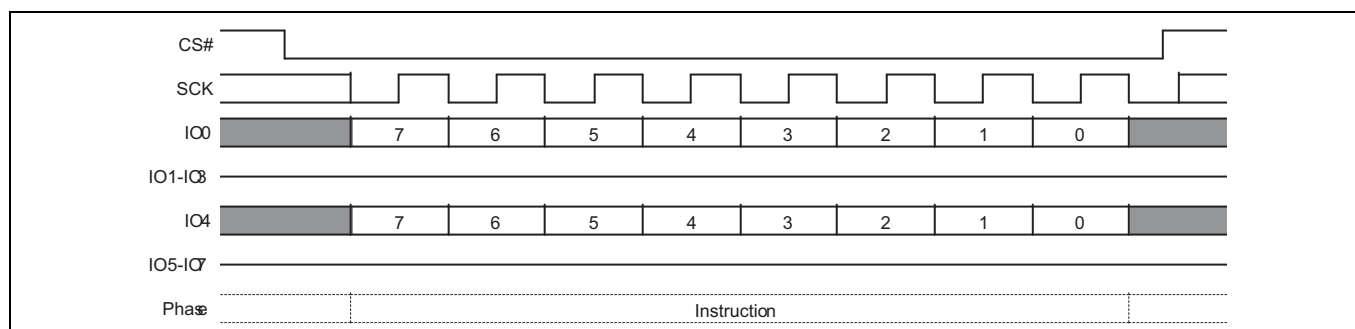 CS#
SCK
IO0 7 6 5 4 3 2 1 0
IO1-IO3
IO4 7 6 5 4 3 2 1 0
IO5-IO7
Phase Instruction